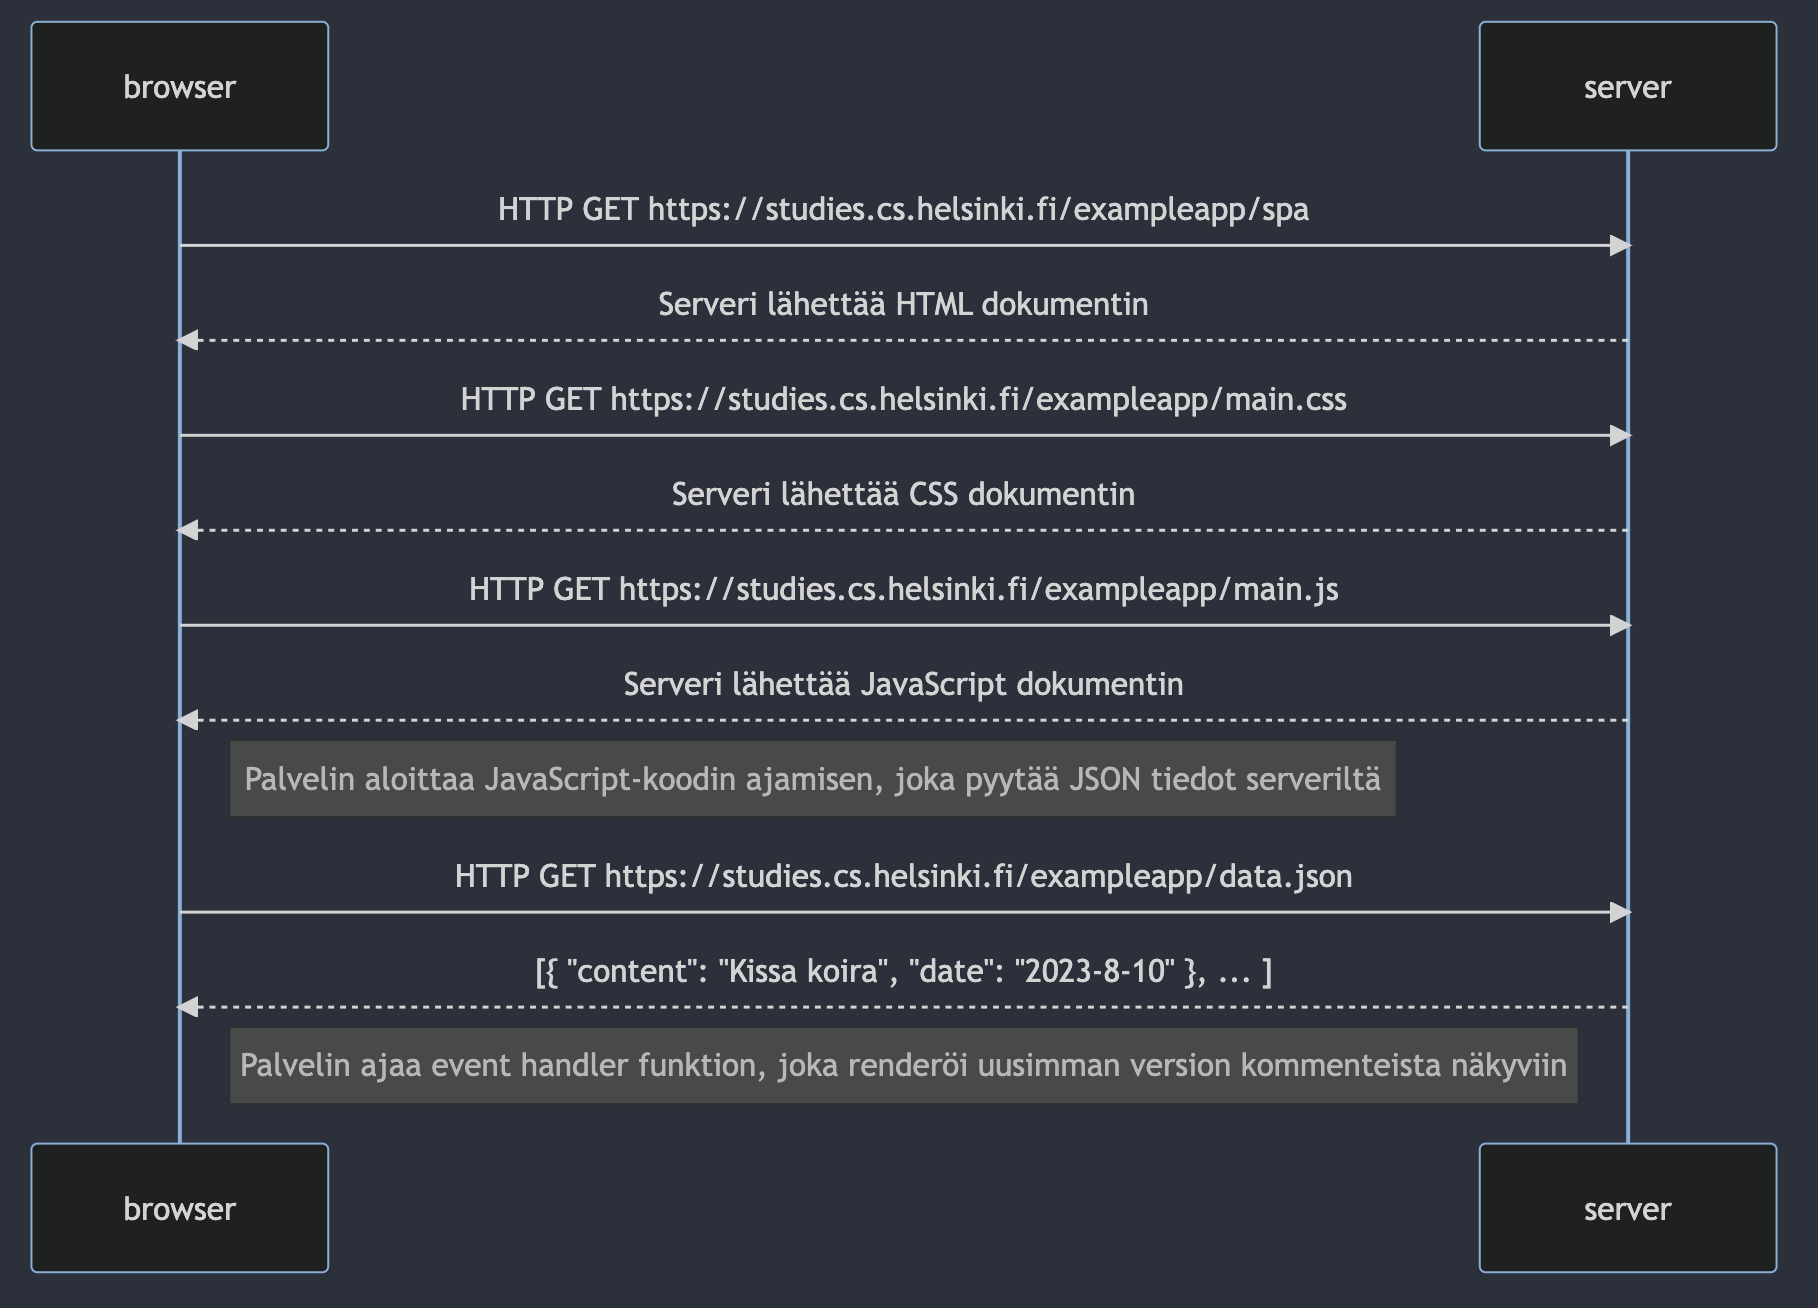 browser
server
HTTP GET https://studies.cs.helsinki.fi/exampleapp/spa
Serveri lähettää HTML dokumentin
HTTP GET https://studies.cs.helsinki.fi/exampleapp/main.css
Serveri lähettää CSS dokumentin
HTTP GET https://studies.cs.helsinki.fi/exampleapp/main.js
Serveri lähettää JavaScript dokumentin
Palvelin aloittaa JavaScript-koodin ajamisen, joka pyytää JSON tiedot serveriltä
HTTP GET https://studies.cs.helsinki.fi/exampleapp/data.json
[{ "content": "Kissa koira", "date": "2023-8-10" }, ... ]
Palvelin ajaa event handler funktion, joka renderöi uusimman version kommenteista näkyviin
browser
server